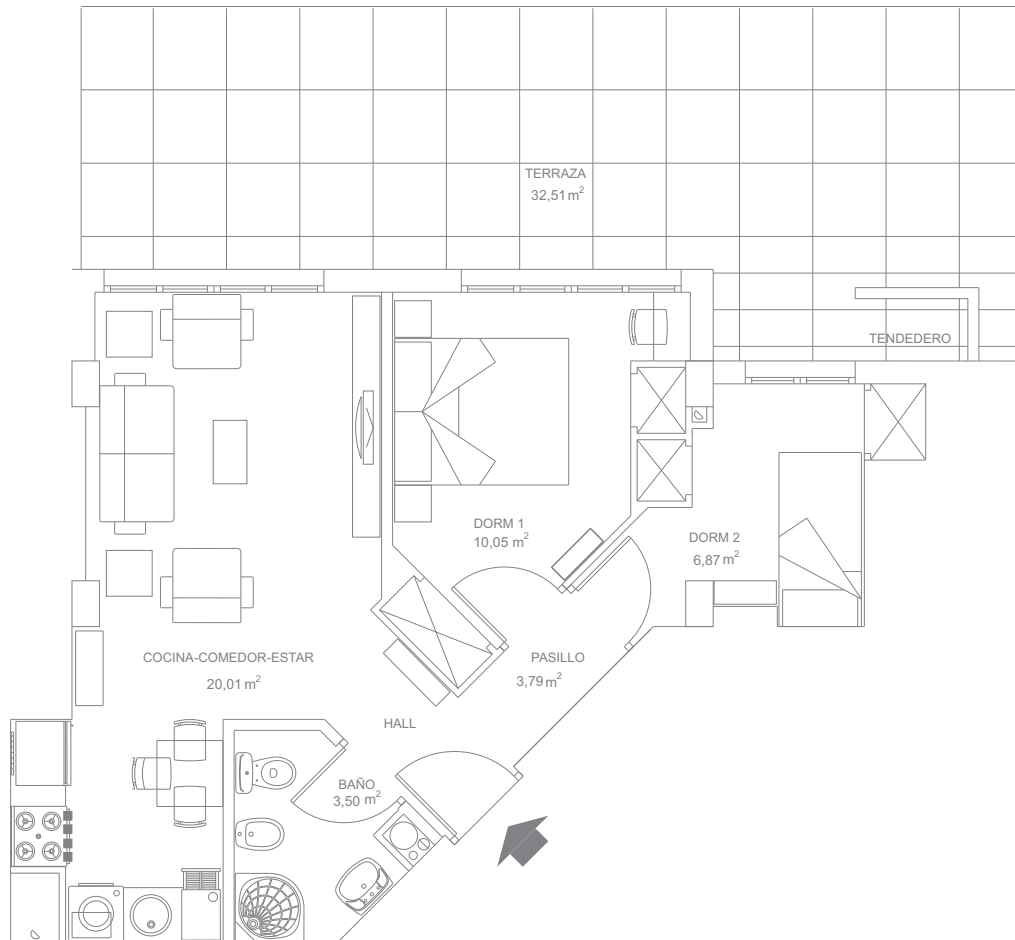 TERRAZA
32,51 m²
TENDEDERO
DORM 1
10,05 m²
DORM 2
6,87 m²
COCINA-COMEDOR-ESTAR
20,01 m²
PASILLO
3,79 m²
HALL
BAÑO
3,50 m²